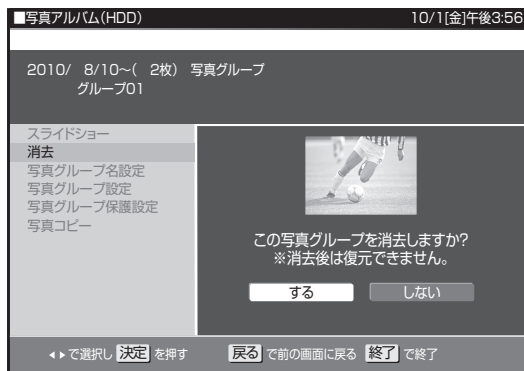 ■写真アルバム(HDD) 10/1[金]午後3:56
2010/ 8/10~( 2枚) 写真グループ
グループ01
スライドショー
消去
写真グループ名設定
写真グループ設定
写真グループ保護設定
写真コピー
この写真グループを消去しますか?
※消去後は復元できません。
する しない
◂ ▸ で選択し 決定 を押す 戻る で前の画面に戻る 終了 で終了